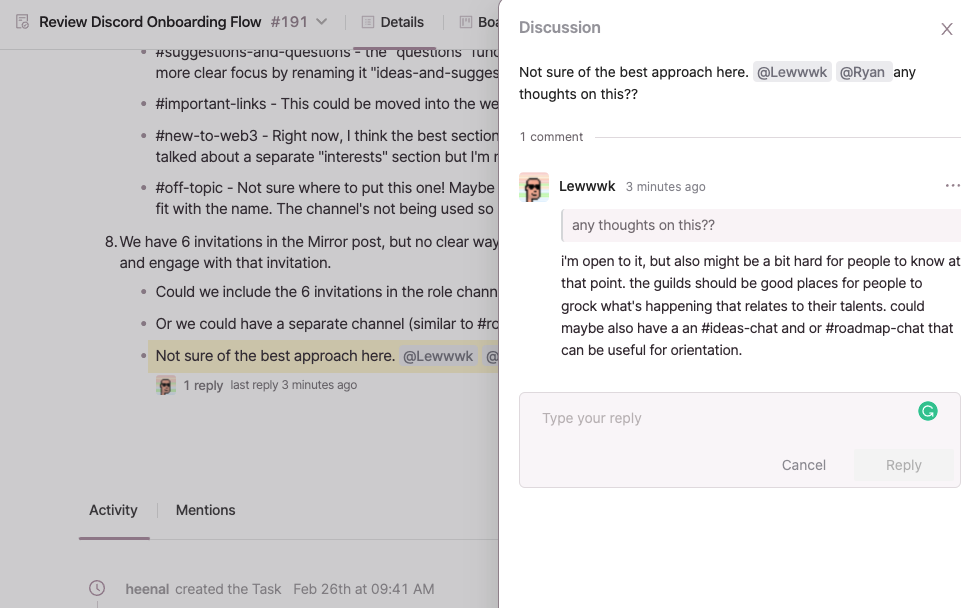 Review Discord Onboarding Flow #191
Details
Boa
#suggestions-and-questions - the "questions" func
more clear focus by renaming it "ideas-and-sugges
#important-links - This could be moved into the we
#new-to-web3 - Right now, I think the best section
talked about a separate "interests" section but I'm r
#off-topic - Not sure where to put this one! Maybe
fit with the name. The channel's not being used so
8. We have 6 invitations in the Mirror post, but no clear way
and engage with that invitation.
Could we include the 6 invitations in the role chann
Or we could have a separate channel (similar to #ro
Not sure of the best approach here. @Lewwwk @
1 reply last reply 3 minutes ago
Activity
Mentions
heenal created the Task Feb 26th at 09:41 AM
Discussion
Not sure of the best approach here. @Lewwwk @Ryan any
thoughts on this??
1 comment
Lewwwk 3 minutes ago
any thoughts on this??
i'm open to it, but also might be a bit hard for people to know at
that point. the guilds should be good places for people to
grock what's happening that relates to their talents. could
maybe also have a an #ideas-chat and or #roadmap-chat that
can be useful for orientation.
Type your reply
Cancel
Reply